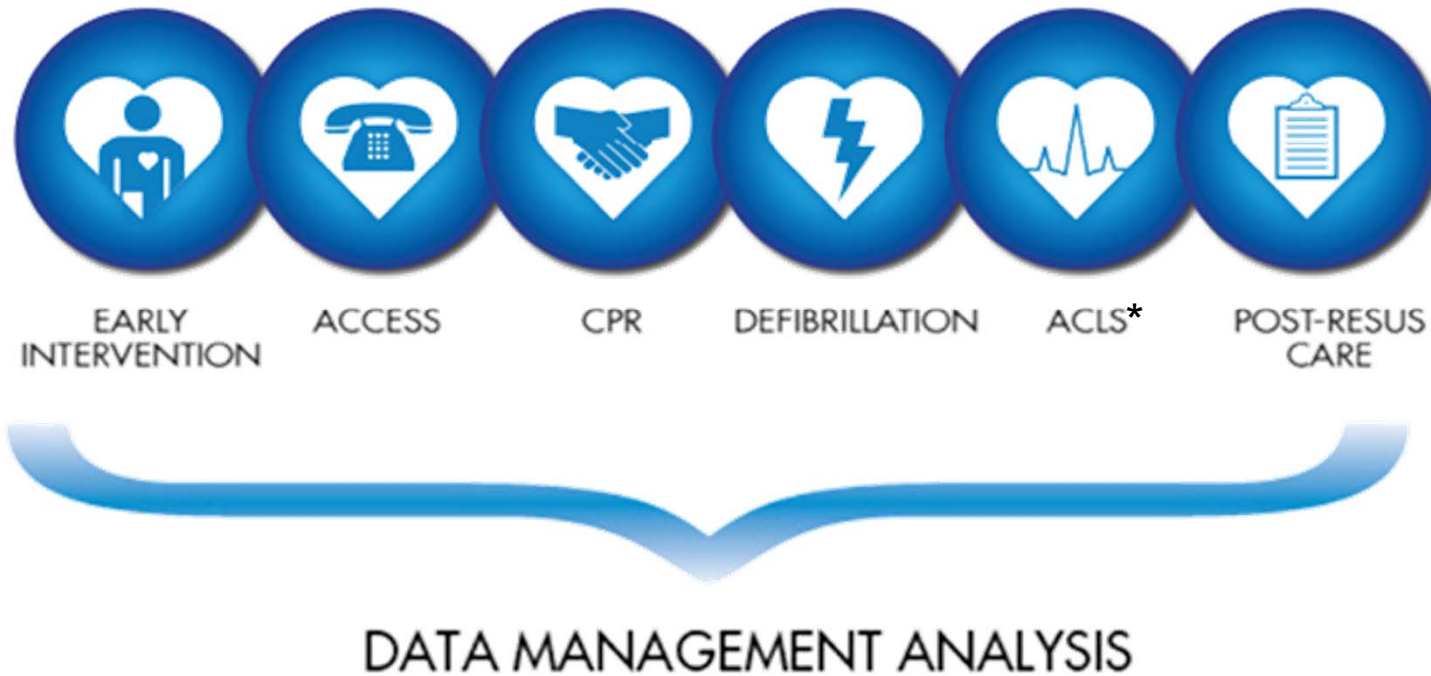 EARLY
INTERVENTION
ACCESS
CPR
DEFIBRILLATION
ACLS*
POST-RESUS
CARE
DATA MANAGEMENT ANALYSIS